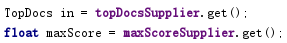 TopDocs in = topDocsSupplier.get();
float maxScore = maxScoreSupplier.get();